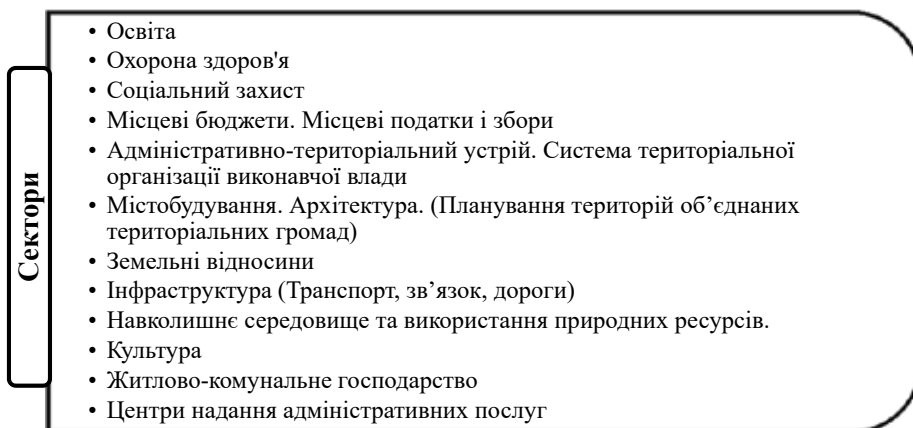 Сектори
• Освіта
• Охорона здоров'я
• Соціальний захист
• Місцеві бюджети. Місцеві податки і збори
• Адміністративно-територіальний устрій. Система територіальної
організації виконавчої влади
• Містобудування. Архітектура. (Планування територій об’єднаних
територіальних громад)
• Земельні відносини
• Інфраструктура (Транспорт, зв’язок, дороги)
• Навколишнє середовище та використання природних ресурсів.
• Культура
• Житлово-комунальне господарство
• Центри надання адміністративних послуг